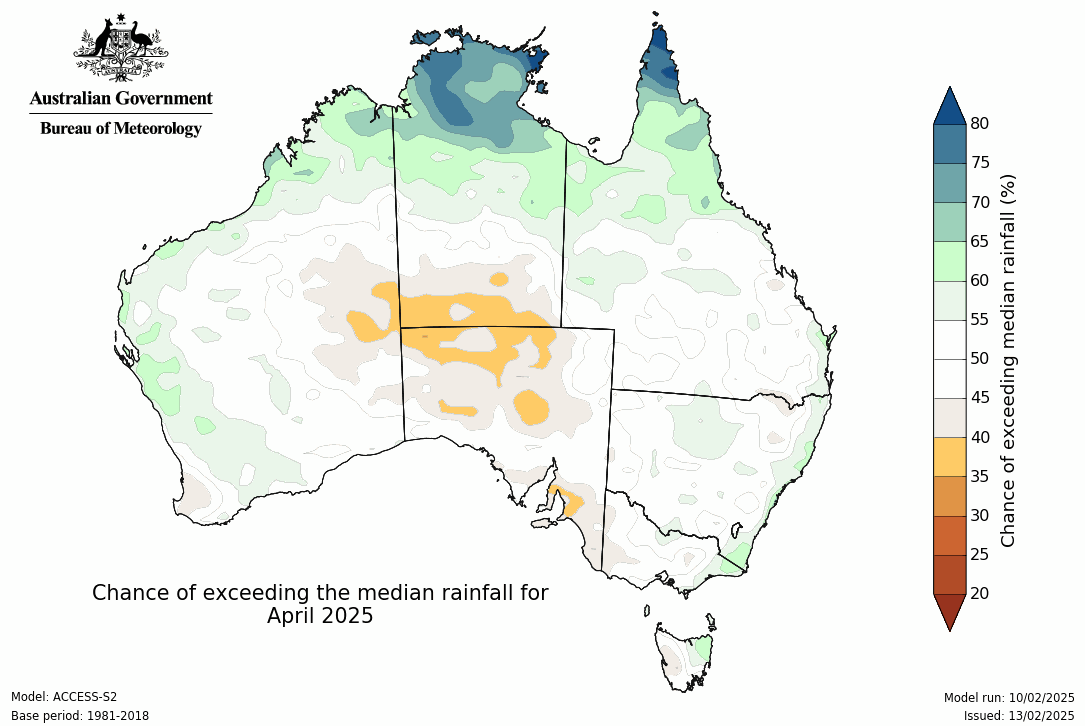 Australian Government
Bureau of Meteorology
80
75
70
65
60
55
50
45
40
35
30
25
20
Chance of exceeding median rainfall (%)
Chance of exceeding the median rainfall for
April 2025
Model: ACCESS-S2
Base period: 1981-2018
Model run: 10/02/2025
Issued: 13/02/2025